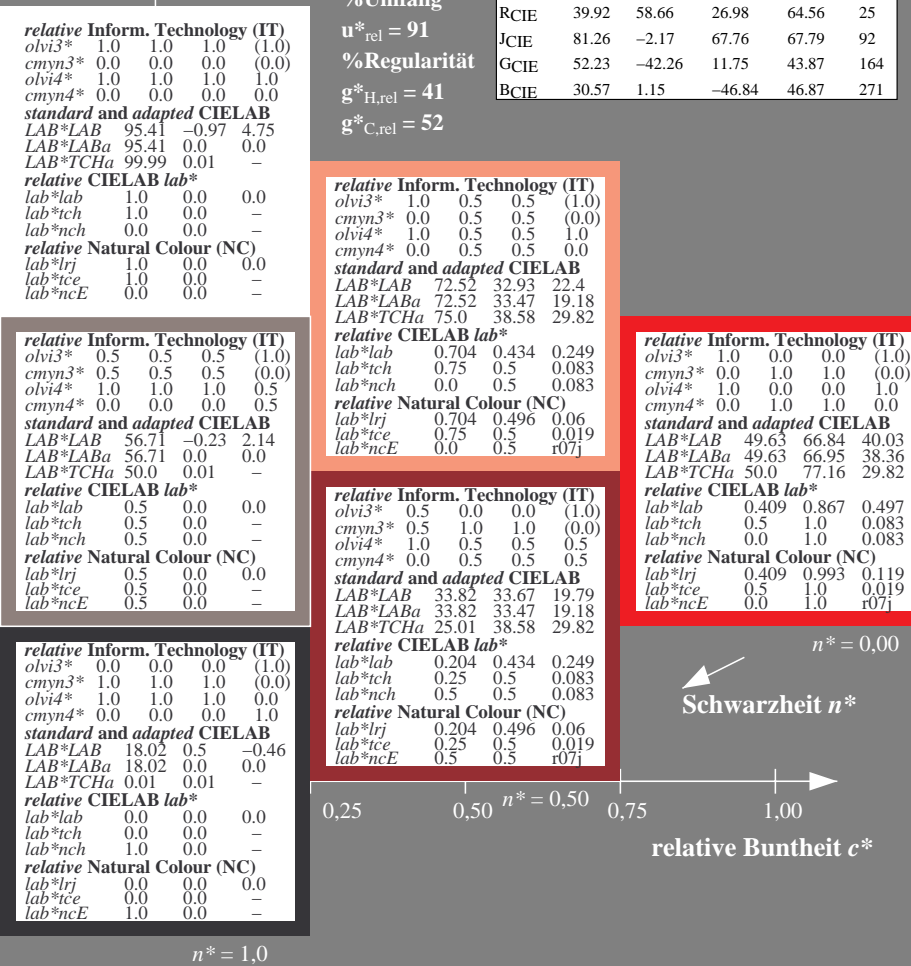 %Umfang
u*rel = 91
%Regularität
g*H,rel = 41
g*C,rel = 52
RCIE 39.92 58.66 26.98 64.56 25
JCIE 81.26 −2.17 67.76 67.79 92
GCIE 52.23 −42.26 11.75 43.87 164
BCIE 30.57 1.15 −46.84 46.87 271
relative Inform. Technology (IT)
olvi3* 1.0 1.0 1.0 (1.0)
cmyn3* 0.0 0.0 0.0 (0.0)
olvi4* 1.0 1.0 1.0 1.0
cmyn4* 0.0 0.0 0.0 0.0
standard and adapted CIELAB
LAB*LAB 95.41 −0.97 4.75
LAB*LABa 95.41 0.0 0.0
LAB*TCHa 99.99 0.01 –
relative CIELAB lab*
lab*lab 1.0 0.0 0.0
lab*tch 1.0 0.0 –
lab*nch 0.0 0.0 –
relative Natural Colour (NC)
lab*lrj 1.0 0.0 0.0
lab*tce 1.0 0.0 –
lab*ncE 0.0 0.0 –
relative Inform. Technology (IT)
olvi3* 1.0 0.5 0.5 (1.0)
cmyn3* 0.0 0.5 0.5 (0.0)
olvi4* 1.0 0.5 0.5 1.0
cmyn4* 0.0 0.5 0.5 0.0
standard and adapted CIELAB
LAB*LAB 72.52 32.93 22.4
LAB*LABa 72.52 33.47 19.18
LAB*TCHa 75.0 38.58 29.82
relative CIELAB lab*
lab*lab 0.704 0.434 0.249
lab*tch 0.75 0.5 0.083
lab*nch 0.0 0.5 0.083
relative Natural Colour (NC)
lab*lrj 0.704 0.496 0.06
lab*tce 0.75 0.5 0.019
lab*ncE 0.0 0.5 r07j
relative Inform. Technology (IT)
olvi3* 0.5 0.5 0.5 (1.0)
cmyn3* 0.5 0.5 0.5 (0.0)
olvi4* 1.0 1.0 1.0 0.5
cmyn4* 0.0 0.0 0.0 0.5
standard and adapted CIELAB
LAB*LAB 56.71 −0.23 2.14
LAB*LABa 56.71 0.0 0.0
LAB*TCHa 50.0 0.01 –
relative CIELAB lab*
lab*lab 0.5 0.0 0.0
lab*tch 0.5 0.0 –
lab*nch 0.5 0.0 –
relative Natural Colour (NC)
lab*lrj 0.5 0.0 0.0
lab*tce 0.5 0.0 –
lab*ncE 0.5 0.0 –
relative Inform. Technology (IT)
olvi3* 1.0 0.0 0.0 (1.0)
cmyn3* 0.0 1.0 1.0 (0.0)
olvi4* 1.0 0.0 0.0 1.0
cmyn4* 0.0 1.0 1.0 0.0
standard and adapted CIELAB
LAB*LAB 49.63 66.84 40.03
LAB*LABa 49.63 66.95 38.36
LAB*TCHa 50.0 77.16 29.82
relative CIELAB lab*
lab*lab 0.409 0.867 0.497
lab*tch 0.5 1.0 0.083
lab*nch 0.0 1.0 0.083
relative Natural Colour (NC)
lab*lrj 0.409 0.993 0.119
lab*tce 0.5 1.0 0.019
lab*ncE 0.0 1.0 r07j
relative Inform. Technology (IT)
olvi3* 0.5 0.0 0.0 (1.0)
cmyn3* 0.5 1.0 1.0 (0.0)
olvi4* 1.0 0.5 0.5 0.5
cmyn4* 0.0 0.5 0.5 0.5
standard and adapted CIELAB
LAB*LAB 33.82 33.67 19.79
LAB*LABa 33.82 33.47 19.18
LAB*TCHa 25.01 38.58 29.82
relative CIELAB lab*
lab*lab 0.204 0.434 0.249
lab*tch 0.25 0.5 0.083
lab*nch 0.5 0.5 0.083
relative Natural Colour (NC)
lab*lrj 0.204 0.496 0.06
lab*tce 0.25 0.5 0.019
lab*ncE 0.5 0.5 r07j
relative Inform. Technology (IT)
olvi3* 0.0 0.0 0.0 (1.0)
cmyn3* 1.0 1.0 1.0 (0.0)
olvi4* 1.0 1.0 1.0 0.0
cmyn4* 0.0 0.0 0.0 1.0
standard and adapted CIELAB
LAB*LAB 18.02 0.5 −0.46
LAB*LABa 18.02 0.0 0.0
LAB*TCHa 0.01 0.01 –
relative CIELAB lab*
lab*lab 0.0 0.0 0.0
lab*tch 0.0 0.0 –
lab*nch 1.0 0.0 –
relative Natural Colour (NC)
lab*lrj 0.0 0.0 0.0
lab*tce 0.0 0.0 –
lab*ncE 1.0 0.0 –
n* = 0,00
Schwarzheit n*
0,25 0,50 n* = 0,50 0,75 1,00
relative Buntheit c*
n* = 1,0